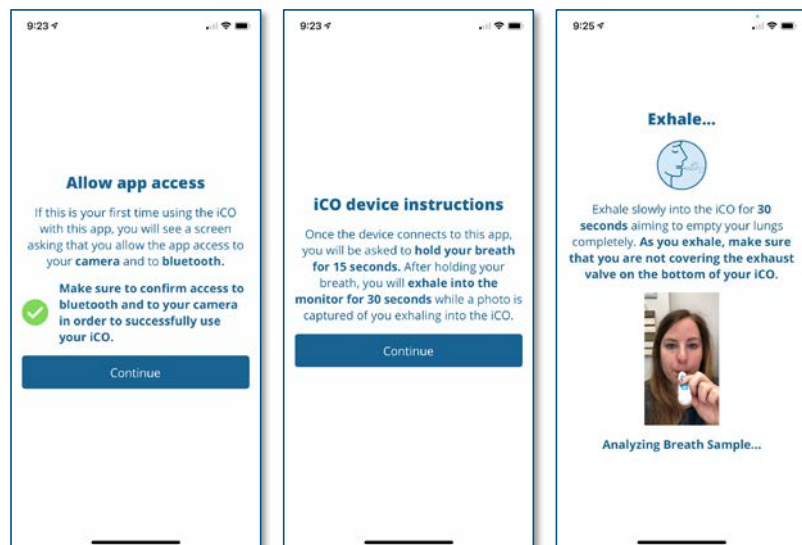 9:23
Allow app access
If this is your first time using the iCO
with this app, you will see a screen
asking that you allow the app access to
your camera and to bluetooth.
Make sure to confirm access to
bluetooth and to your camera
in order to successfully use
your iCO.
Continue
9:23
iCO device instructions
Once the device connects to this app,
you will be asked to hold your breath
for 15 seconds. After holding your
breath, you will exhale into the
monitor for 30 seconds while a photo is
captured of you exhaling into the iCO.
Continue
9:25
Exhale...
Exhale slowly into the iCO for 30
seconds aiming to empty your lungs
completely. As you exhale, make sure
that you are not covering the exhaust
valve on the bottom of your iCO.
Analyzing Breath Sample...